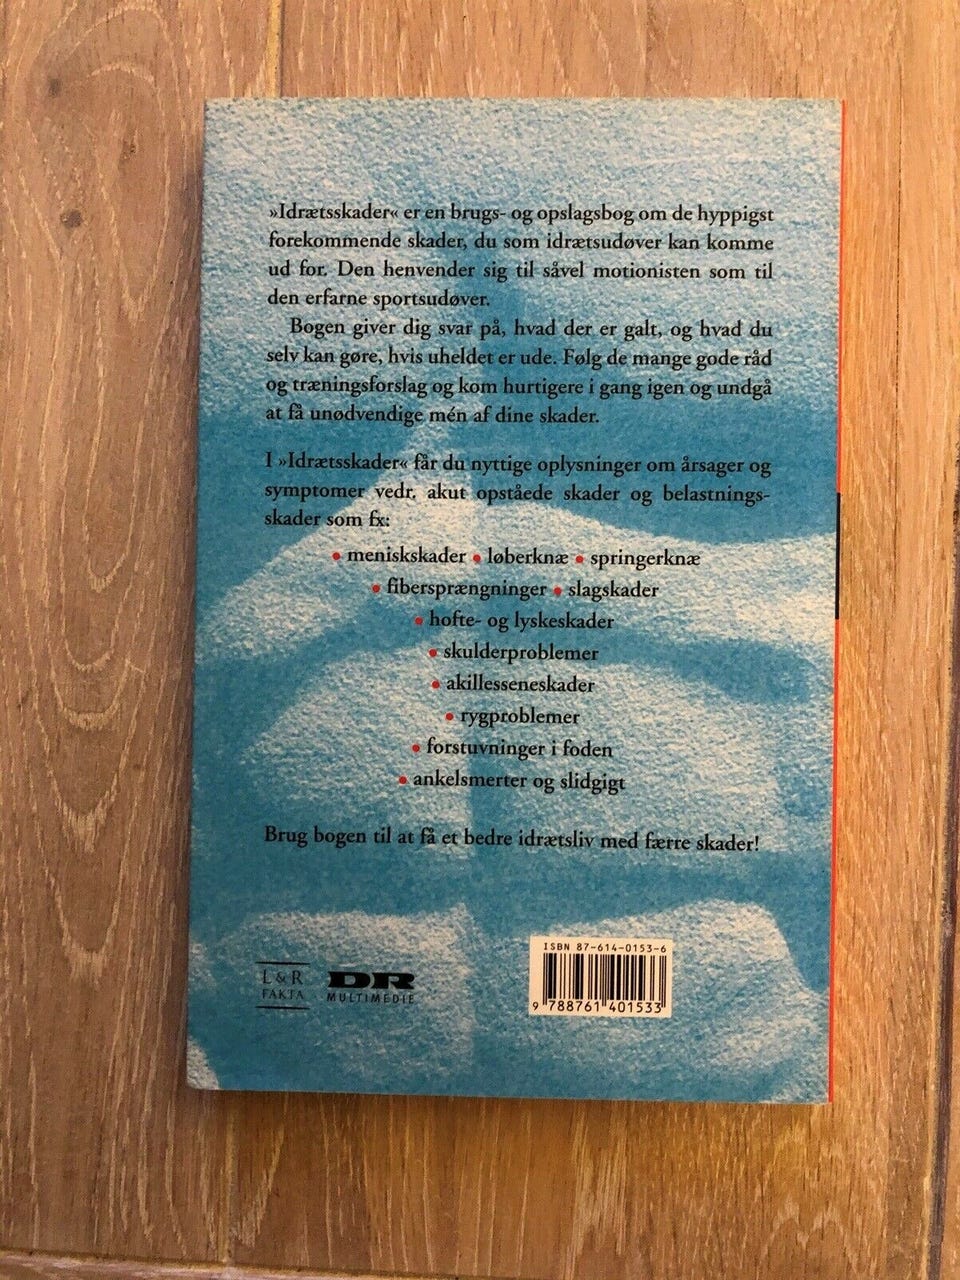 »Idrætsskader« er en brugs- og opslagsbog om de hyppigst
forekommende skader, du som idrætsudøver kan komme
ud for. Den henvender sig til såvel motionisten som til
den erfarne sportsudøver.
Bogen giver dig svar på, hvad der er galt, og hvad du
selv kan gøre, hvis uheldet er ude. Følg de mange gode råd
og træningsforslag og kom hurtigere i gang igen og undgå
at få unødvendige mén af dine skader.
I »Idrætsskader« får du nyttige oplysninger om årsager og
symptomer vedr. akut opståede skader og belastnings-
skader som fx:
• meniskskader • løberknæ • springerknæ
• fibersprængninger • slagskader
• hofte- og lyskeskader
• skulderproblemer
• akillesseneskader
• rygproblemer
• forstuvninger i foden
• ankelsmerter og slidgigt
Brug bogen til at få et bedre idrætsliv med færre skader!
L&R
FAKTA
DR
MULTIMEDIE
ISBN 87-614-0153-6
9 788761 401533